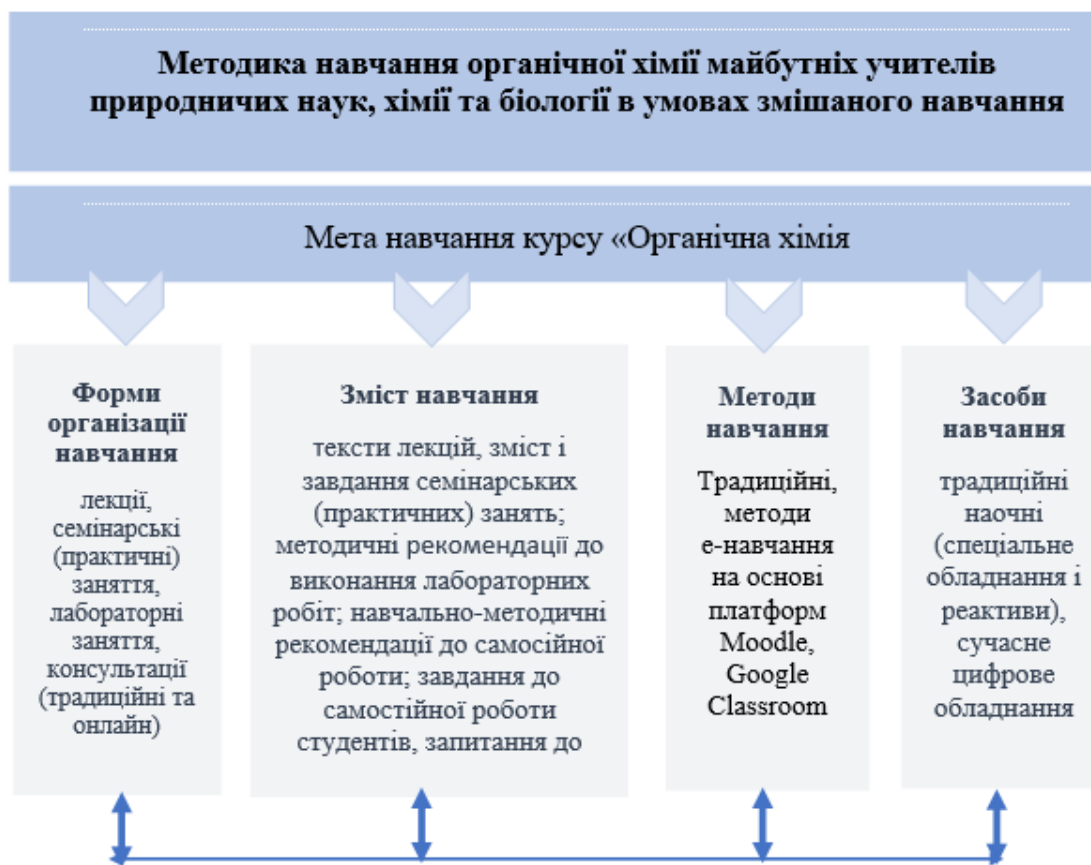 Методика навчання органічної хімії майбутніх учителів
природничих наук, хімії та біології в умовах змішаного навчання
Мета навчання курсу «Органічна хімія
Форми
організації
навчання
лекції,
семінарські
(практичні)
заняття,
лабораторні
заняття,
консультації
(традиційні та
онлайн)
Зміст навчання
тексти лекцій, зміст і
завдання семінарських
(практичних) занять;
методичні рекомендації до
виконання лабораторних
робіт; навчально-методичні
рекомендації до самосійної
роботи; завдання до
самостійної роботи
студентів, запитання до
Методи
навчання
Традиційні,
методи
е-навчання
на основі
платформ
Moodle,
Google
Classroom
Засоби
навчання
традиційні
наочні
(спеціальне
обладнання і
реактиви),
сучасне
цифрове
обладнання